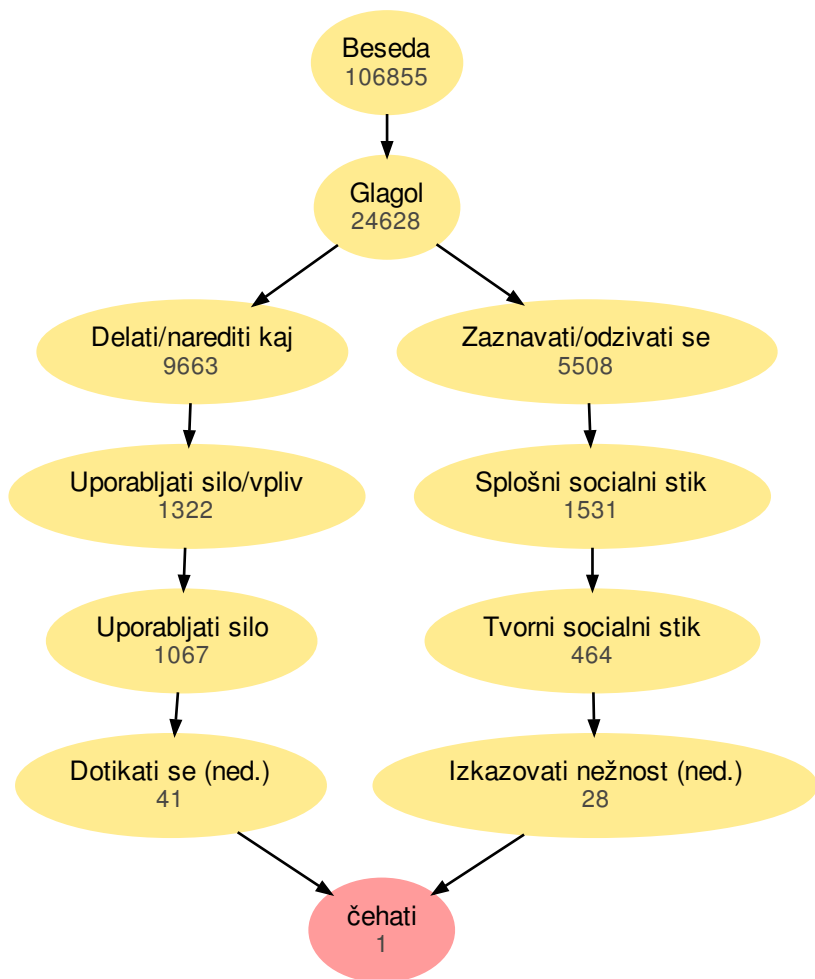 Beseda
106855
Glagol
24628
Delati/narediti kaj
9663
Zaznavati/odzivati se
5508
Uporabljati silo/vpliv
1322
Splošni socialni stik
1531
Uporabljati silo
1067
Tvorni socialni stik
464
Dotikati se (ned.)
41
Izkazovati nežnost (ned.)
28
čehati
1